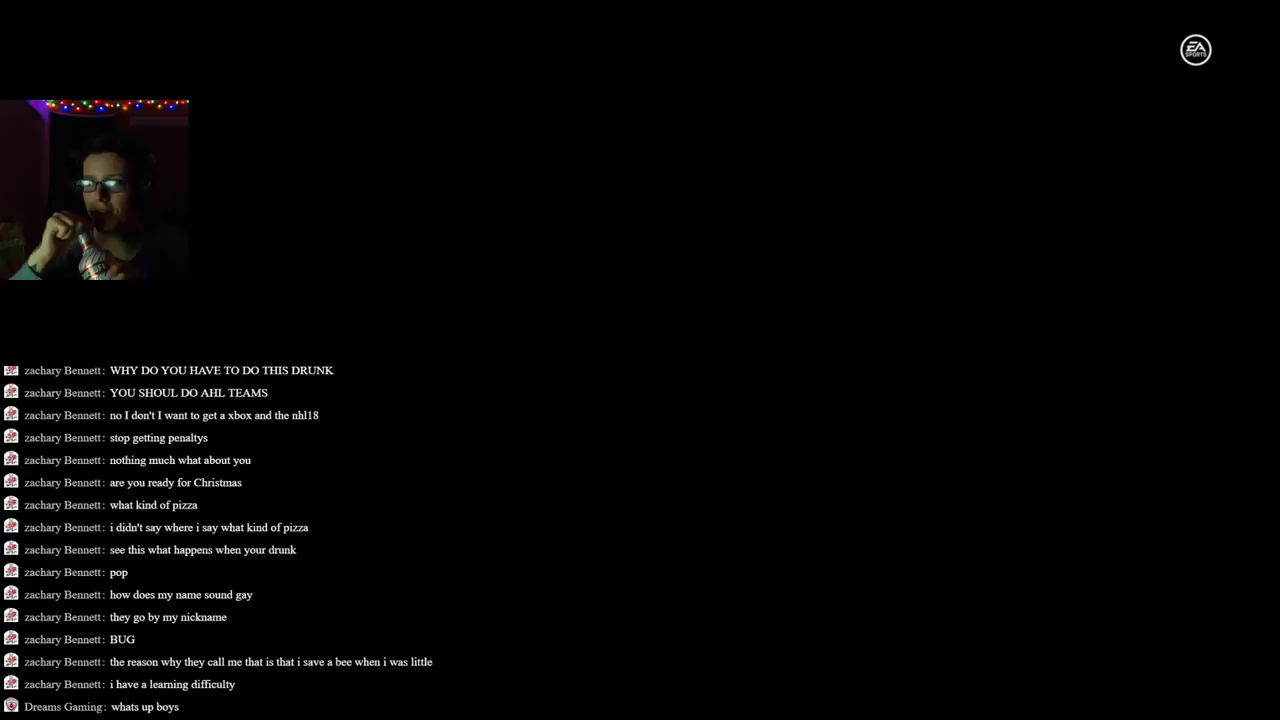 EA
SPORTS
zachary Bennett: WHY DO YOU HAVE TO DO THIS DRUNK
zachary Bennett: YOU SHOUL DO AHL TEAMS
zachary Bennett: no I don't I want to get a xbox and the nhl18
zachary Bennett: stop getting penaltys
zachary Bennett: nothing much what about you
zachary Bennett: are you ready for Christmas
zachary Bennett: what kind of pizza
zachary Bennett: i didn't say where i say what kind of pizza
zachary Bennett: see this what happens when your drunk
zachary Bennett: pop
zachary Bennett: how does my name sound gay
zachary Bennett: they go by my nickname
zachary Bennett: BUG
zachary Bennett: the reason why they call me that is that i save a bee when i was little
zachary Bennett: i have a learning difficulty
Dreams Gaming: whats up boys